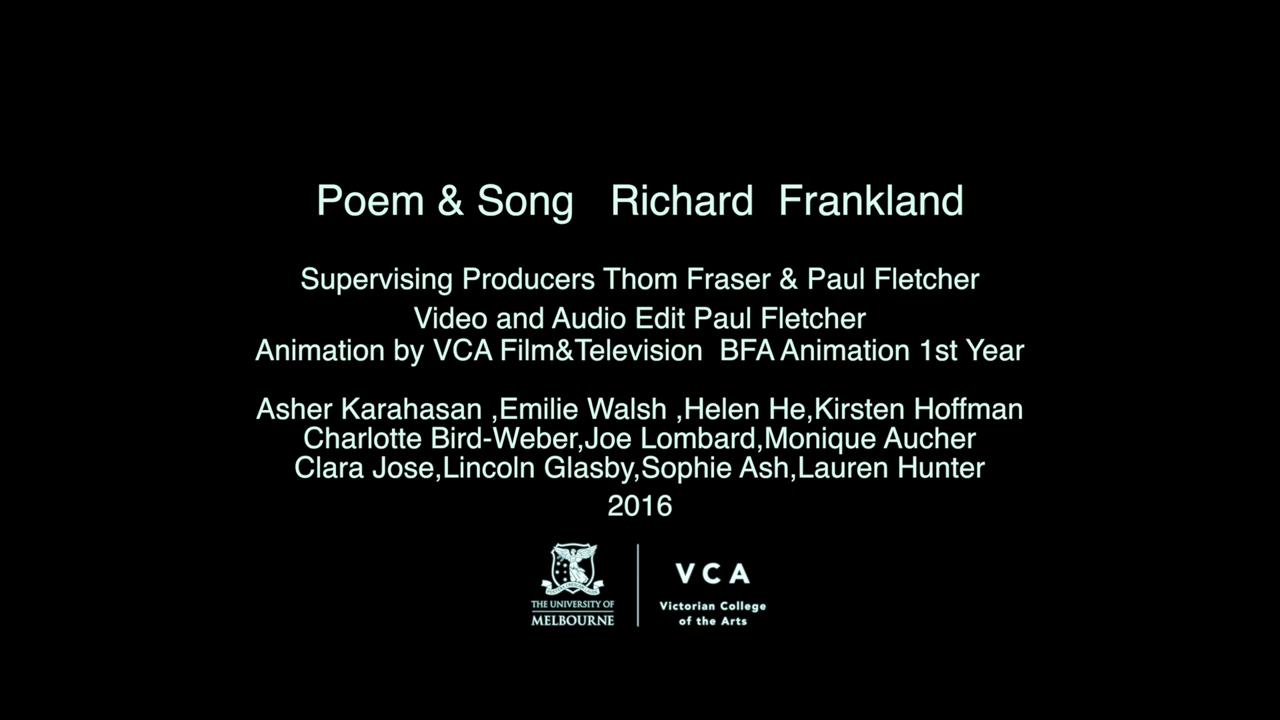 Poem & Song Richard Frankland
Supervising Producers Thom Fraser & Paul Fletcher
Video and Audio Edit Paul Fletcher
Animation by VCA Film&Television BFA Animation 1st Year
Asher Karahasan ,Emilie Walsh ,Helen He,Kirsten Hoffman
Charlotte Bird-Weber,Joe Lombard,Monique Aucher
Clara Jose,Lincoln Glasby,Sophie Ash,Lauren Hunter
2016
THE UNIVERSITY OF
MELBOURNE
VCA
Victorian College
of the Arts